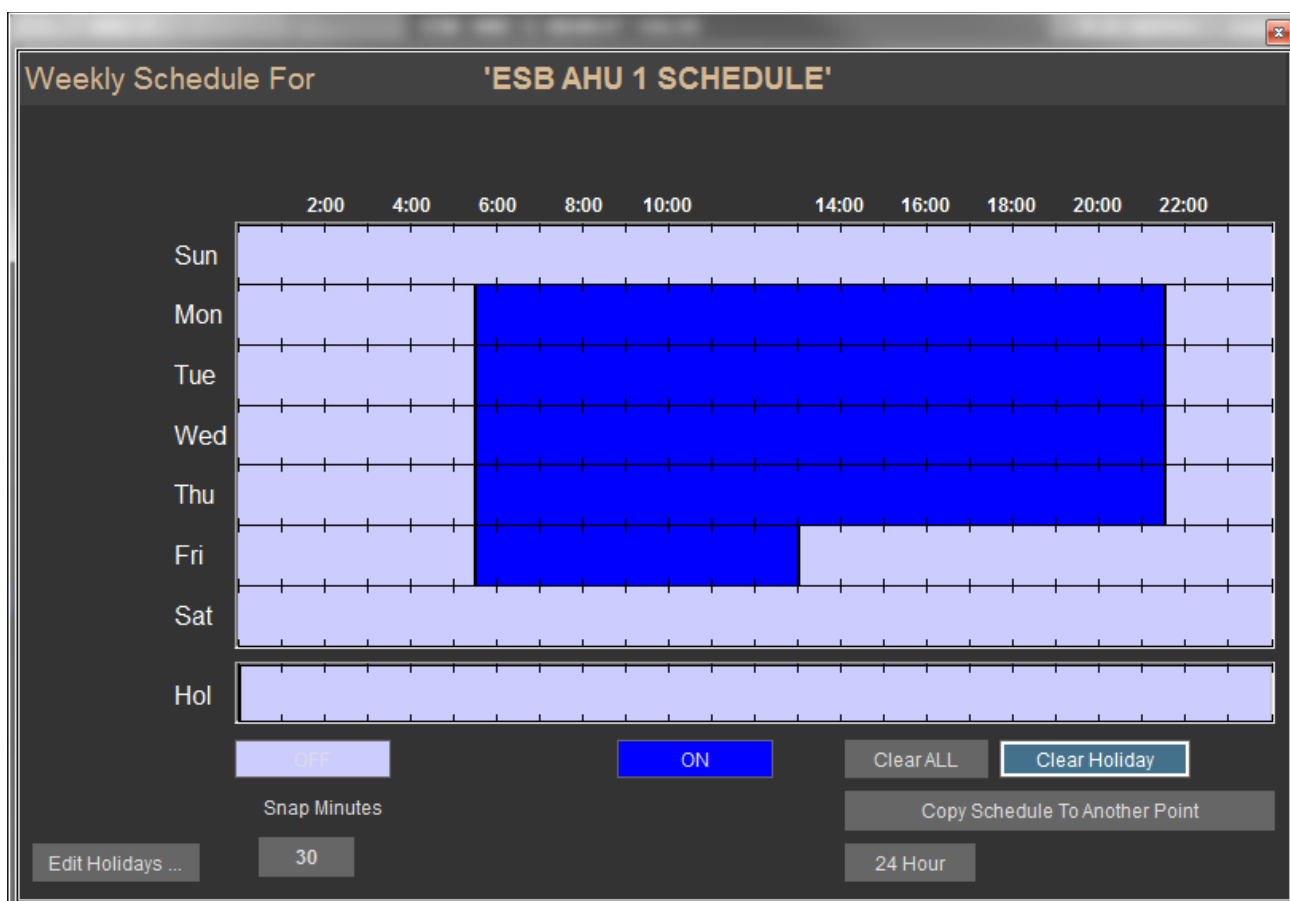 Weekly Schedule For 'ESB AHU 1 SCHEDULE'
2:00 4:00 6:00 8:00 10:00 14:00 16:00 18:00 20:00 22:00
Sun
Mon
Tue
Wed
Thu
Fri
Sat
Hol
OFF ON Clear ALL Clear Holiday
Snap Minutes Copy Schedule To Another Point
Edit Holidays ... 30 24 Hour